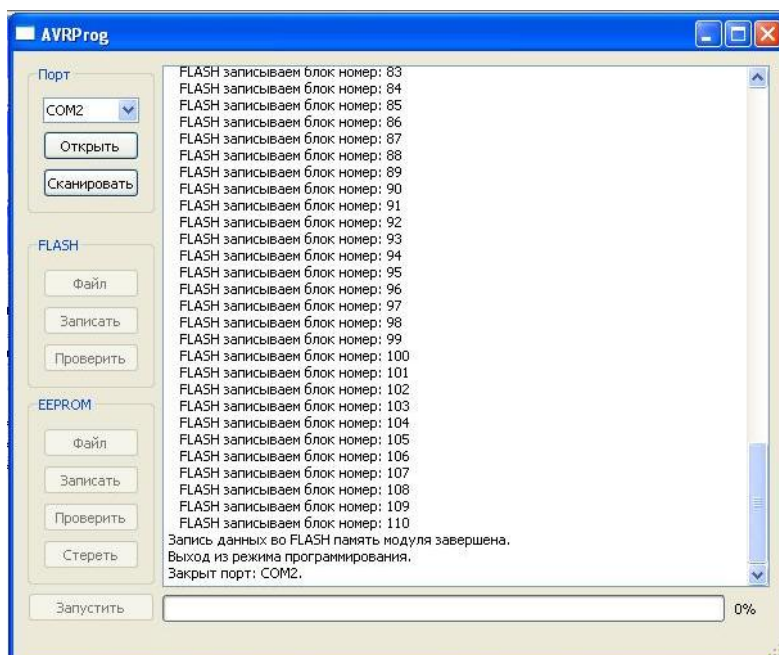 AVRProg
Порт
COM2
Открыть
Сканировать
FLASH
Файл
Записать
Проверить
EEPROM
Файл
Записать
Проверить
Стереть
Запустить
FLASH записываем блок номер: 83
FLASH записываем блок номер: 84
FLASH записываем блок номер: 85
FLASH записываем блок номер: 86
FLASH записываем блок номер: 87
FLASH записываем блок номер: 88
FLASH записываем блок номер: 89
FLASH записываем блок номер: 90
FLASH записываем блок номер: 91
FLASH записываем блок номер: 92
FLASH записываем блок номер: 93
FLASH записываем блок номер: 94
FLASH записываем блок номер: 95
FLASH записываем блок номер: 96
FLASH записываем блок номер: 97
FLASH записываем блок номер: 98
FLASH записываем блок номер: 99
FLASH записываем блок номер: 100
FLASH записываем блок номер: 101
FLASH записываем блок номер: 102
FLASH записываем блок номер: 103
FLASH записываем блок номер: 104
FLASH записываем блок номер: 105
FLASH записываем блок номер: 106
FLASH записываем блок номер: 107
FLASH записываем блок номер: 108
FLASH записываем блок номер: 109
FLASH записываем блок номер: 110
Запись данных во FLASH память модуля завершена.
Выход из режима программирования.
Закрыт порт: COM2.
0%